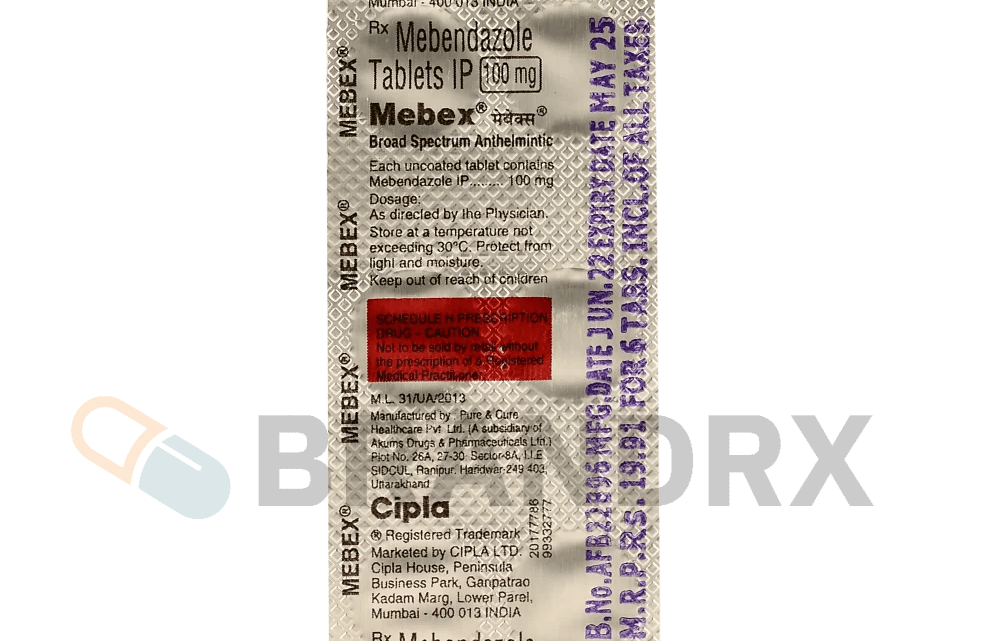 Mumbai - 400 013 INDIA
Rx Mebendazole
Tablets IP 100 mg
Mebex® मेबेक्स®
Broad Spectrum Anthelmintic
Each uncoated tablet contains
Mebendazole IP......... 100 mg
Dosage:
As directed by the Physician.
Store at a temperature not
exceeding 30°C. Protect from
light and moisture.
Keep out of reach of children
SCHEDULE H PRESCRIPTION
DRUG - CAUTION
Not to be sold by retail without
the prescription of a Registered
Medical Practitioner
M.L. 31/UA/2013
Manufactured by : Pure & Cure
Healthcare Pvt. Ltd. (A subsidiary of
Akums Drugs & Pharmaceuticals Ltd.)
Plot No. 26A, 27-30, Sector-8A, I.I.E.
SIDCUL, Ranipur, Haridwar-249 403,
Uttarakhand
Cipla
® Registered Trademark
Marketed by CIPLA LTD.
Cipla House, Peninsula
Business Park, Ganpatrao
Kadam Marg, Lower Parel,
Mumbai - 400 013 INDIA
Rx Mebendazole
MEBEX®
MEBEX®
MEBEX®
MEBEX®
20177786
99332777
B.No.AFB22B96MFG.DATE JUN.22 EXPIRY DATE MAY 25
M.R.P.RS.19.91 FOR 6 TABS.INCL.OF ALL TAXES